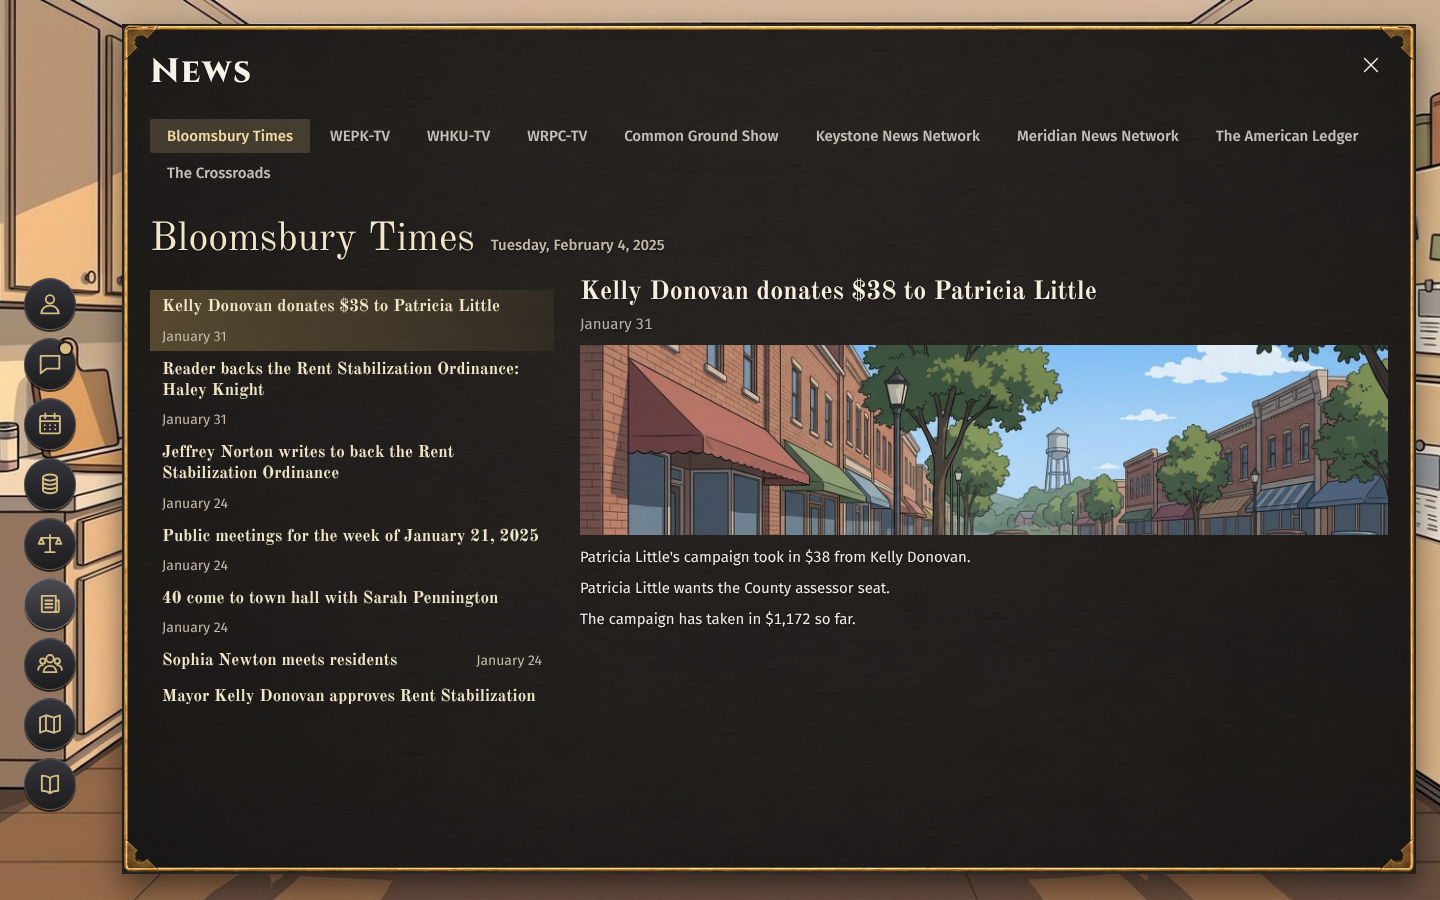 News
Bloomsbury Times
WEPK-TV
WHKU-TV
WRPC-TV
Common Ground Show
Keystone News Network
Meridian News Network
The American Ledger
The Crossroads
Bloomsbury Times
Tuesday, February 4, 2025
Kelly Donovan donates $38 to Patricia Little
January 31
Reader backs the Rent Stabilization Ordinance:
Haley Knight
January 31
Jeffrey Norton writes to back the Rent
Stabilization Ordinance
January 24
Public meetings for the week of January 21, 2025
January 24
40 come to town hall with Sarah Pennington
January 24
Sophia Newton meets residents
January 24
Mayor Kelly Donovan approves Rent Stabilization
Kelly Donovan donates $38 to Patricia Little
January 31
Patricia Little's campaign took in $38 from Kelly Donovan.
Patricia Little wants the County assessor seat.
The campaign has taken in $1,172 so far.